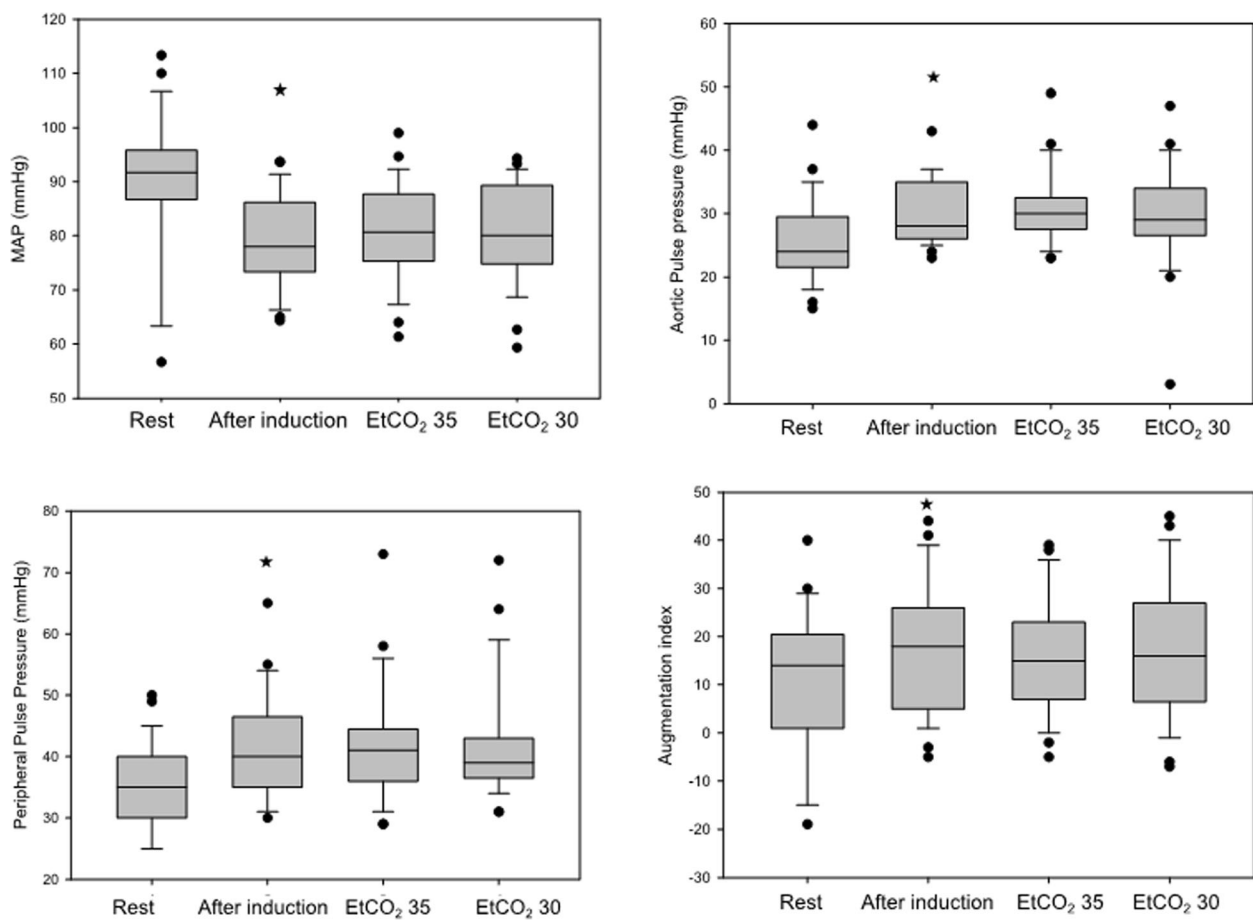 MAP (mmHg)
120
110
100
90
80
70
60
50
Rest
After induction
EtCO₂ 35
EtCO₂ 30
Aortic Pulse pressure (mmHg)
60
50
40
30
20
10
0
Rest
After induction
EtCO₂ 35
EtCO₂ 30
Peripheral Pulse Pressure (mmHg)
80
70
60
50
40
30
20
Rest
After induction
EtCO₂ 35
EtCO₂ 30
Augmentation index
50
40
30
20
10
0
-10
-20
-30
Rest
After induction
EtCO₂ 35
EtCO₂ 30